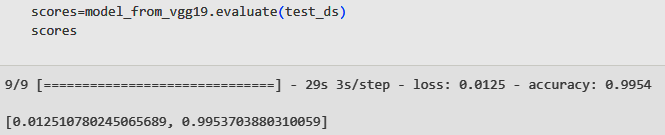 scores=model_from_vgg19.evaluate(test_ds)
scores
9/9 [==============================] - 29s 3s/step - loss: 0.0125 - accuracy: 0.9954
[0.012510780245065689, 0.9953703880310059]